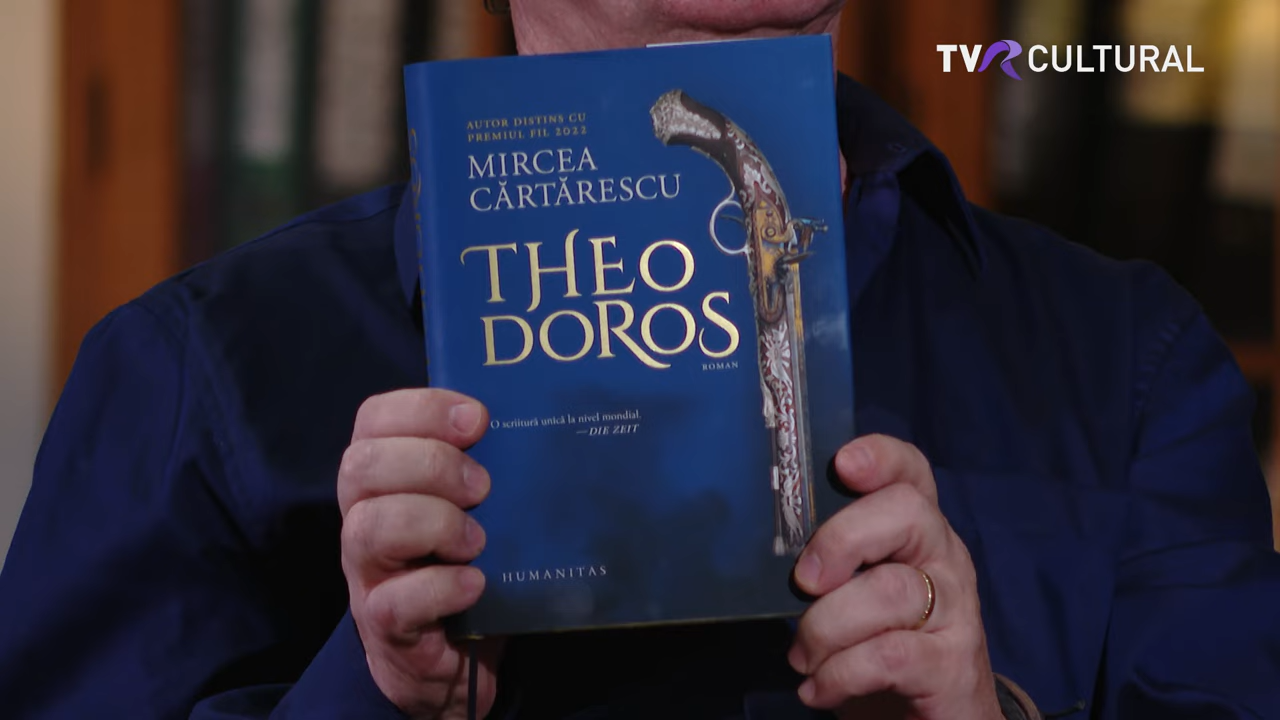 TVR CULTURAL
AUTOR DISTINS CU
PREMIUL FIL 2022
MIRCEA
CĂRTĂRESCU
THEO
DOROS
ROMAN
O scriitură unică la nivel mondial.
—DIE ZEIT
HUMANITAS